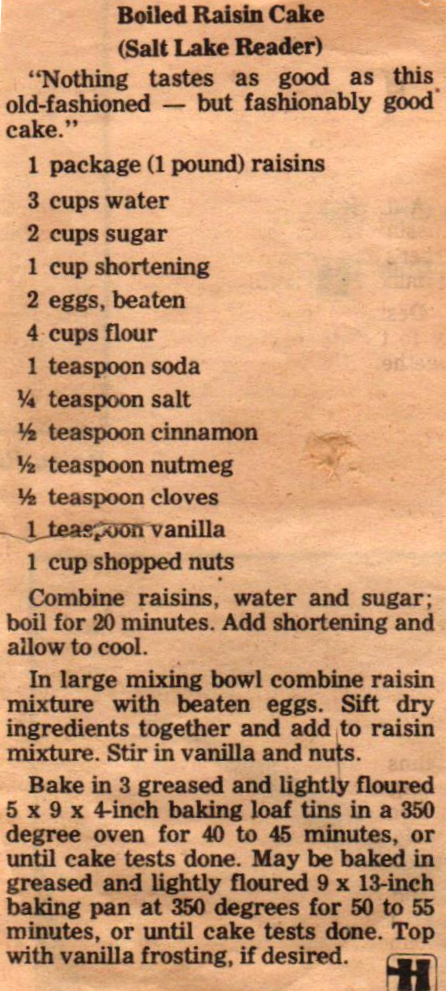 Boiled Raisin Cake
(Salt Lake Reader)
"Nothing tastes as good as this
old-fashioned — but fashionably good
cake."
1 package (1 pound) raisins
3 cups water
2 cups sugar
1 cup shortening
2 eggs, beaten
4 cups flour
1 teaspoon soda
¼ teaspoon salt
½ teaspoon cinnamon
½ teaspoon nutmeg
½ teaspoon cloves
1 teaspoon vanilla
1 cup shopped nuts
Combine raisins, water and sugar;
boil for 20 minutes. Add shortening and
allow to cool.
In large mixing bowl combine raisin
mixture with beaten eggs. Sift dry
ingredients together and add to raisin
mixture. Stir in vanilla and nuts.
Bake in 3 greased and lightly floured
5 x 9 x 4-inch baking loaf tins in a 350
degree oven for 40 to 45 minutes, or
until cake tests done. May be baked in
greased and lightly floured 9 x 13-inch
baking pan at 350 degrees for 50 to 55
minutes, or until cake tests done. Top
with vanilla frosting, if desired.
H